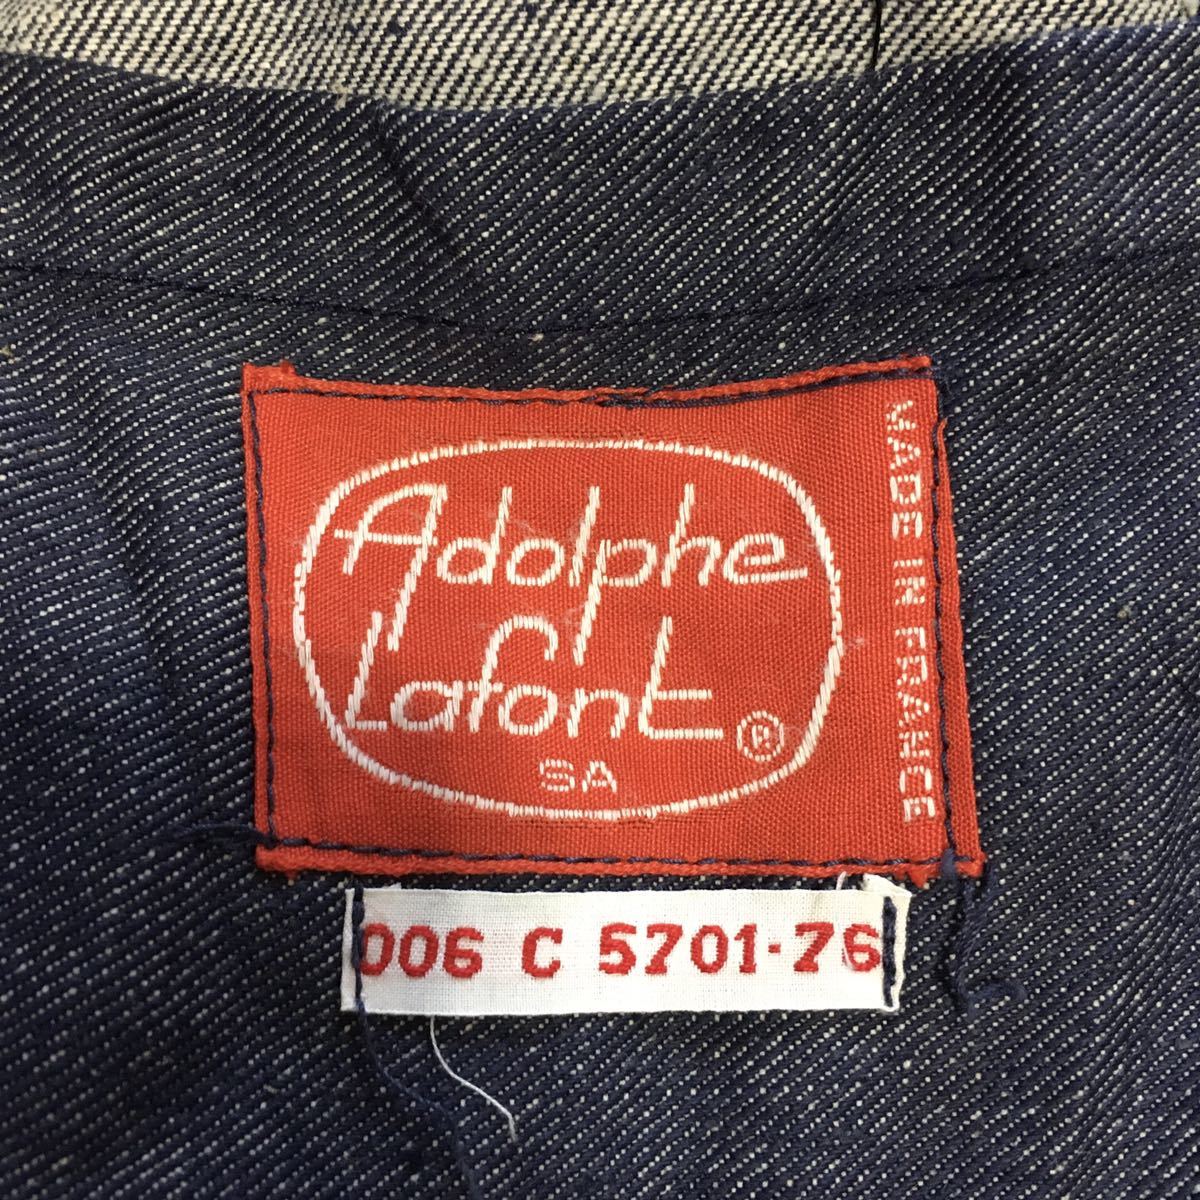 Adolphe
Lafont ®
SA
MADE IN FRANCE
006 C 5701-76